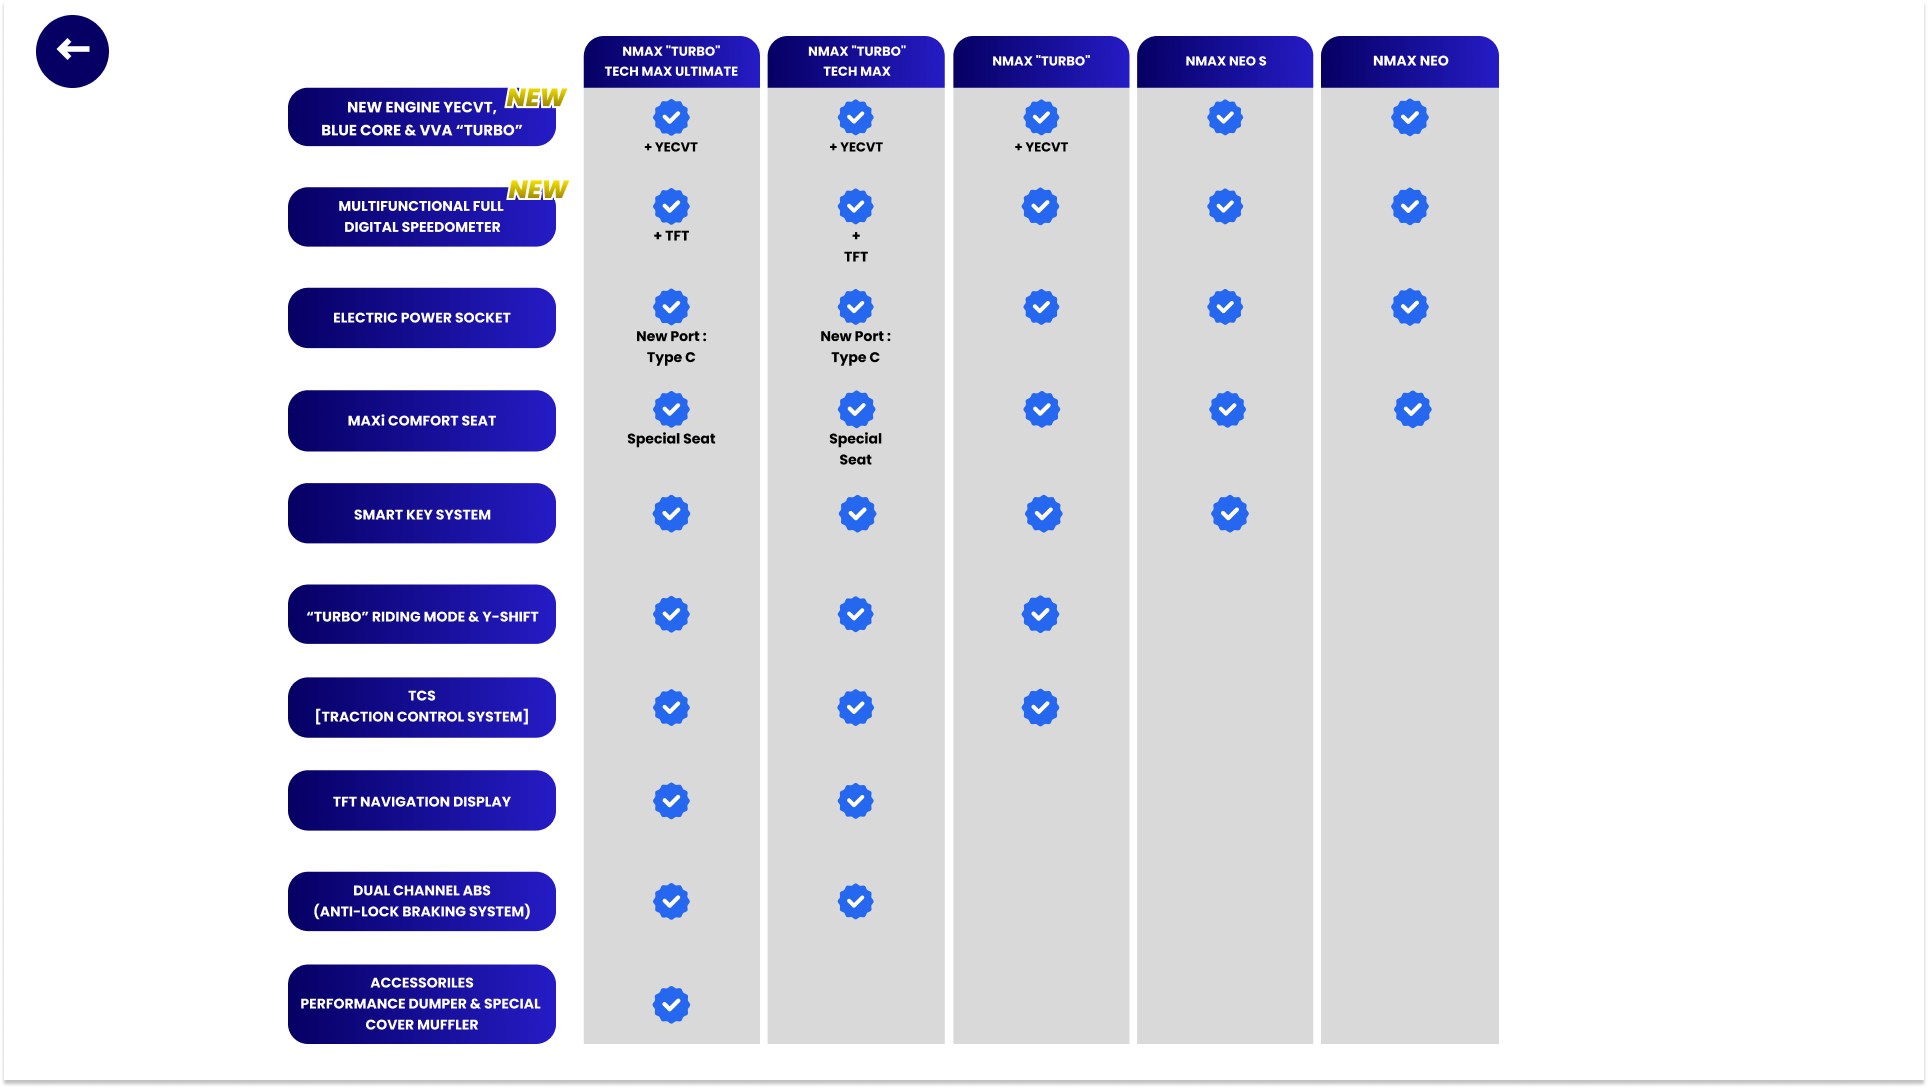 NMAX "TURBO"
TECH MAX ULTIMATE
NMAX "TURBO"
TECH MAX
NMAX "TURBO"
NMAX NEO S
NMAX NEO
NEW ENGINE YECVT,
BLUE CORE & VVA “TURBO”
NEW
+ YECVT
+ YECVT
+ YECVT
MULTIFUNCTIONAL FULL
DIGITAL SPEEDOMETER
NEW
+ TFT
+
TFT
ELECTRIC POWER SOCKET
New Port :
Type C
New Port :
Type C
MAXi COMFORT SEAT
Special Seat
Special
Seat
SMART KEY SYSTEM
“TURBO” RIDING MODE & Y-SHIFT
TCS
[TRACTION CONTROL SYSTEM]
TFT NAVIGATION DISPLAY
DUAL CHANNEL ABS
(ANTI-LOCK BRAKING SYSTEM)
ACCESSORILES
PERFORMANCE DUMPER & SPECIAL
COVER MUFFLER